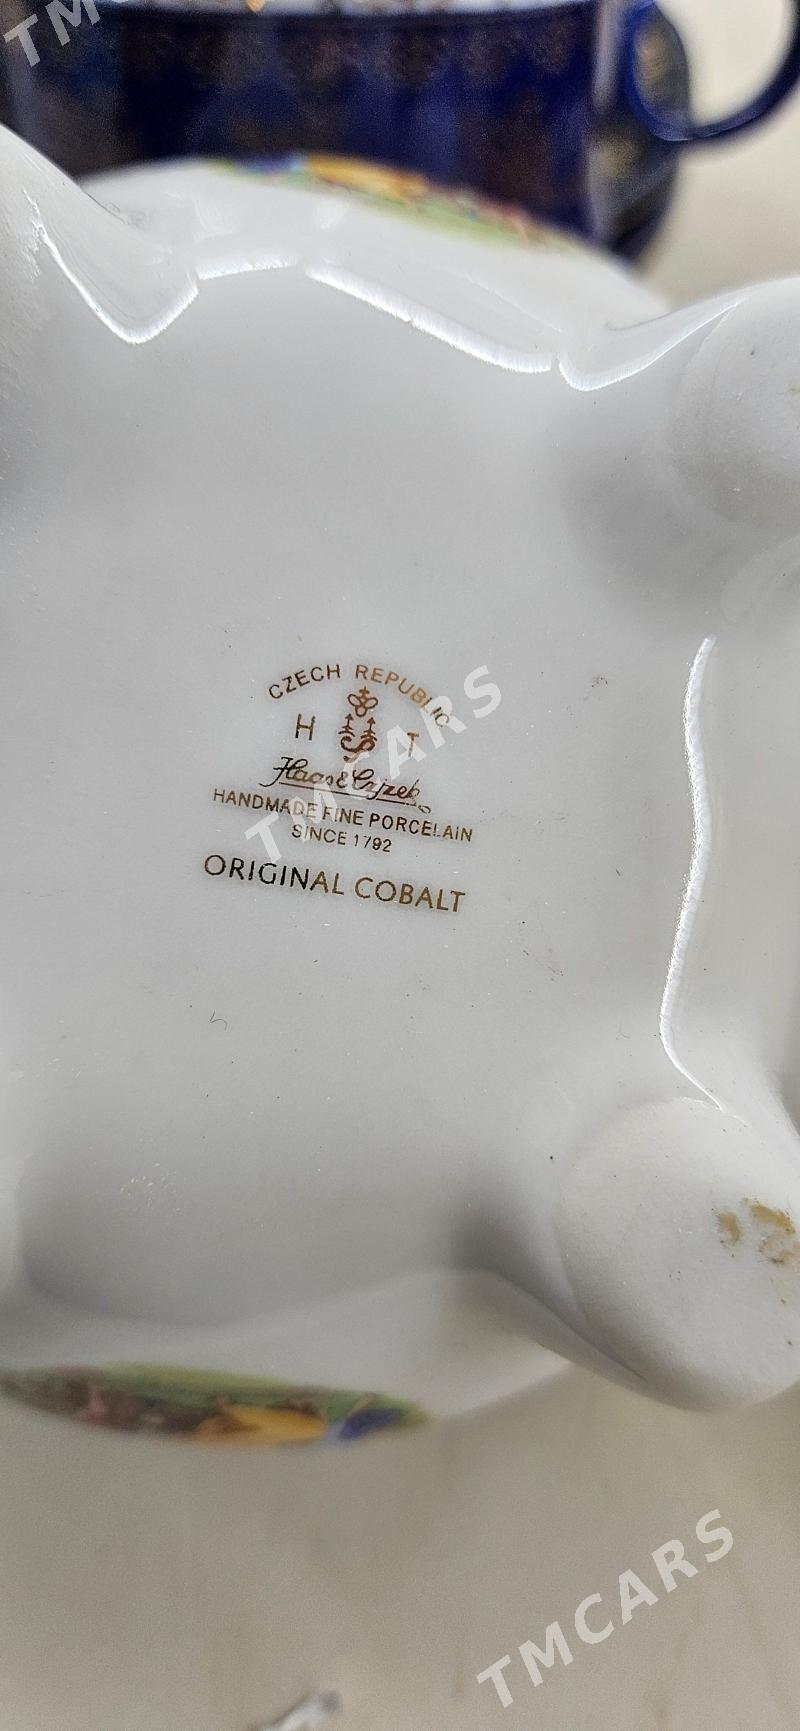 TM
CZECH REPUBLIC
H T
Haas & Czjzek
HANDMADE FINE PORCELAIN
SINCE 1792
ORIGINAL COBALT
TMCARS
TMCARS